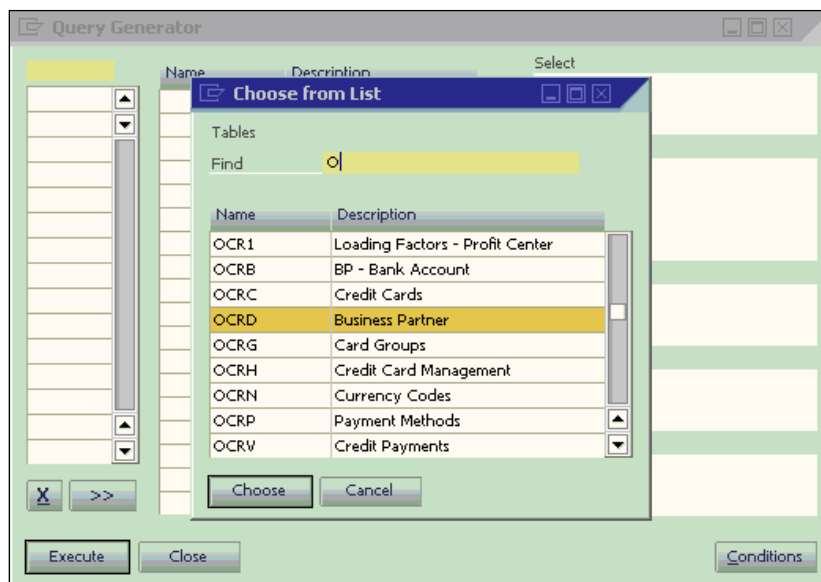 Query Generator
Select
Name Description
Choose from List
Tables
Find O
Name Description
OCR1 Loading Factors - Profit Center
OCRB BP - Bank Account
OCRC Credit Cards
OCRD Business Partner
OCRG Card Groups
OCRH Credit Card Management
OCRN Currency Codes
OCRP Payment Methods
OCRV Credit Payments
Choose Cancel
X >>
Execute Close Conditions